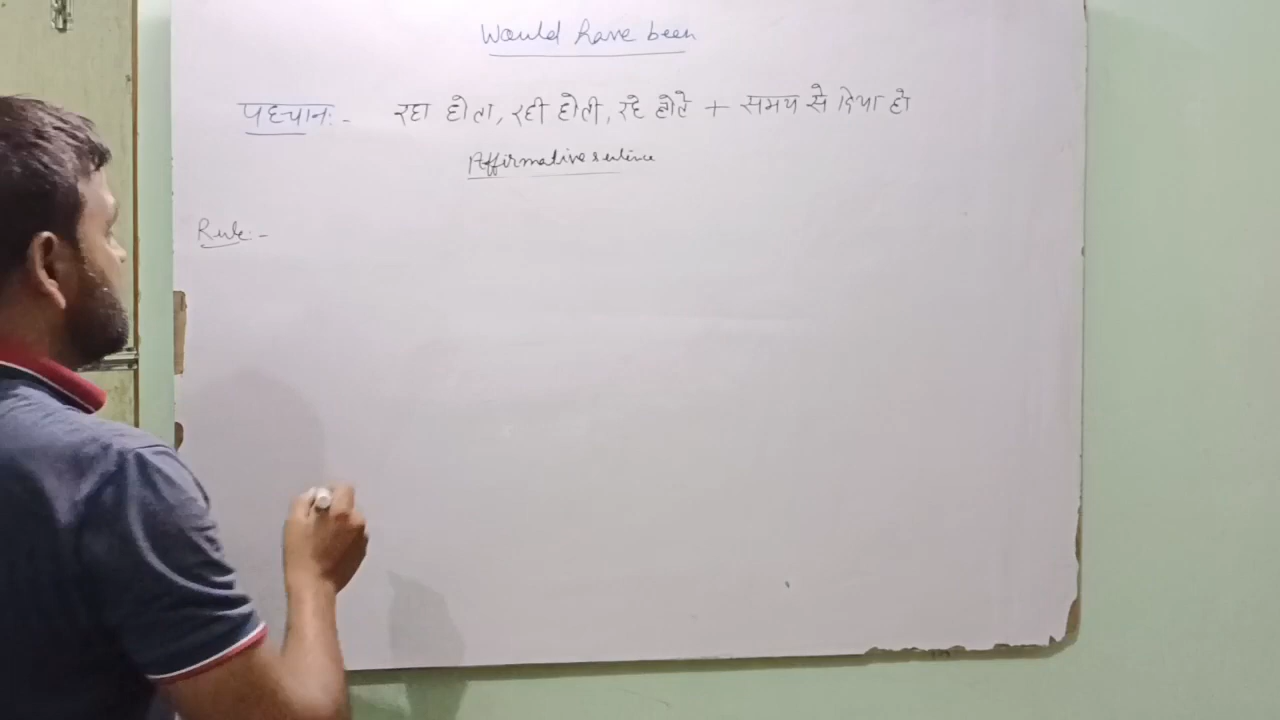 Would have been
पहचानः- रहा होता, रही होती, रहे होते + समय से दिया हो
Affirmative sentence
Rule:-